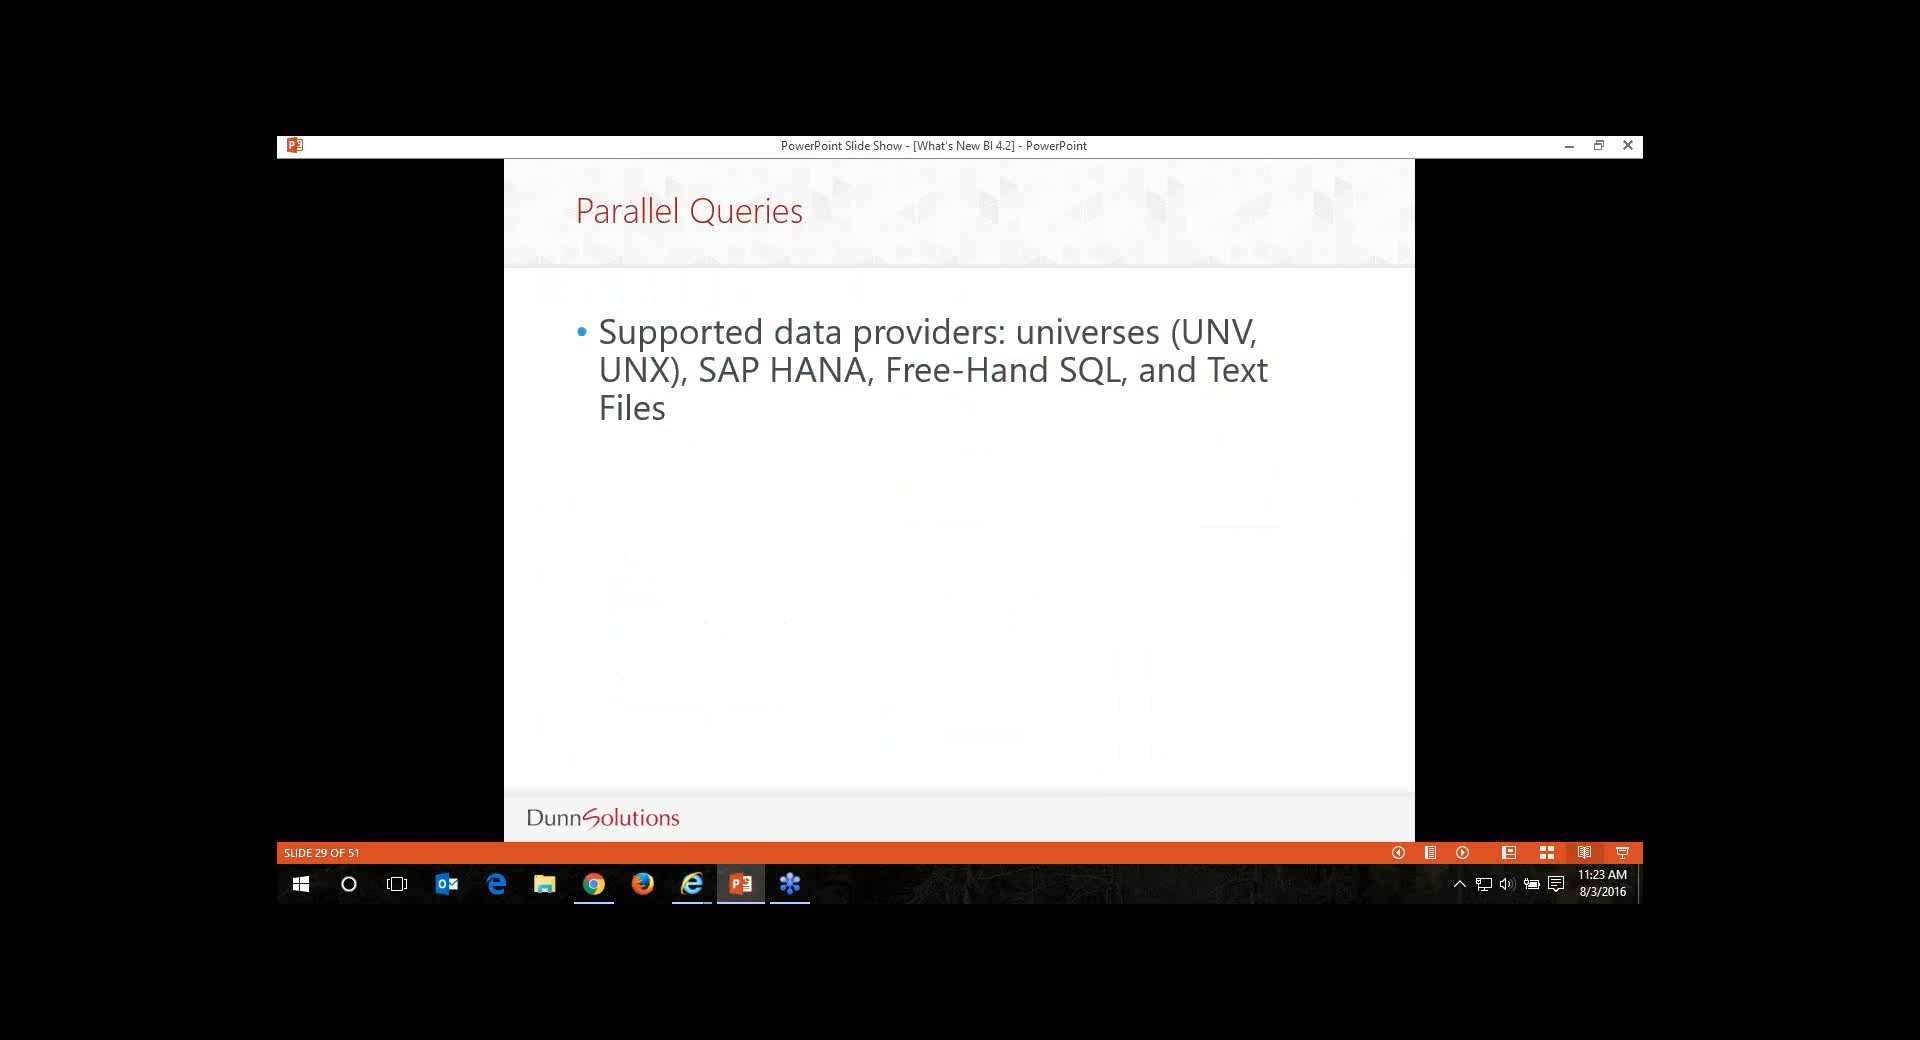 PowerPoint Slide Show - [What's New BI 4.2] - PowerPoint
Parallel Queries
• Supported data providers: universes (UNV,
UNX), SAP HANA, Free-Hand SQL, and Text
Files
DunnSolutions
SLIDE 29 OF 51
11:23 AM
8/3/2016